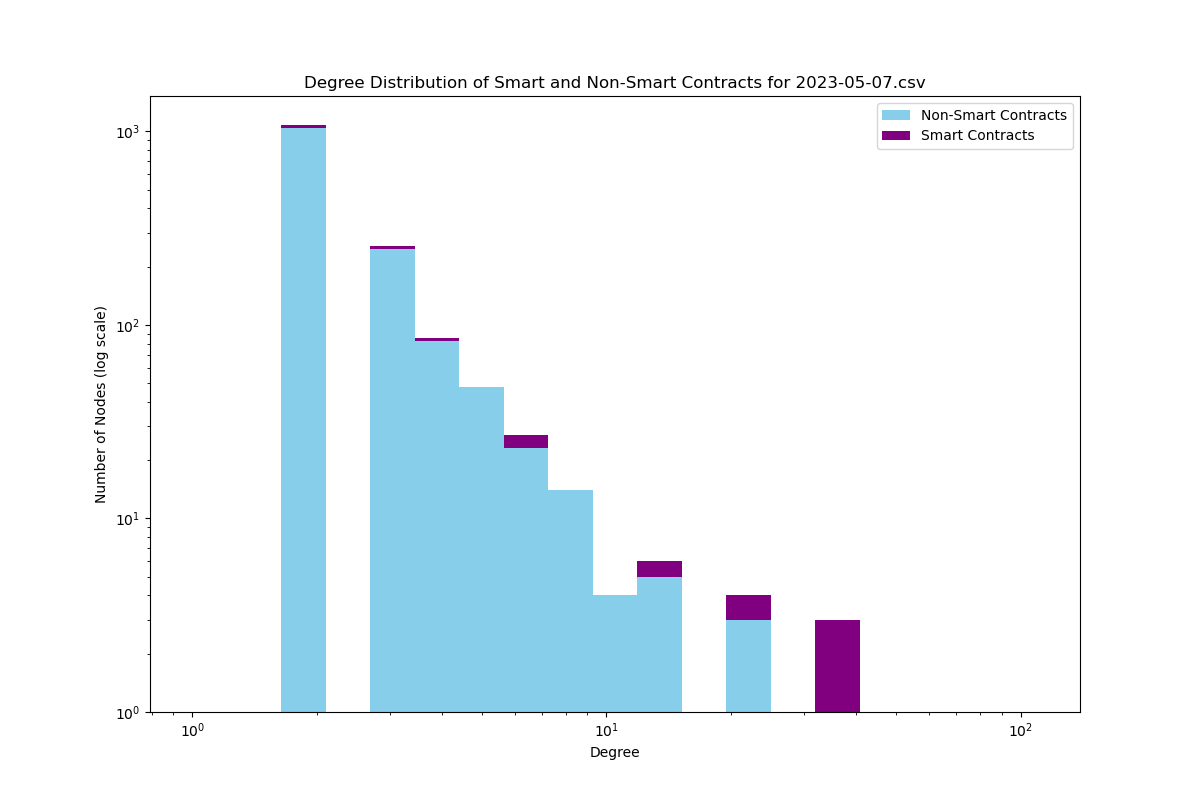 Degree Distribution of Smart and Non-Smart Contracts for 2023-05-07.csv
Non-Smart Contracts
Smart Contracts
Number of Nodes (log scale)
10³
10²
10¹
10⁰
10⁰ 10¹ 10²
Degree